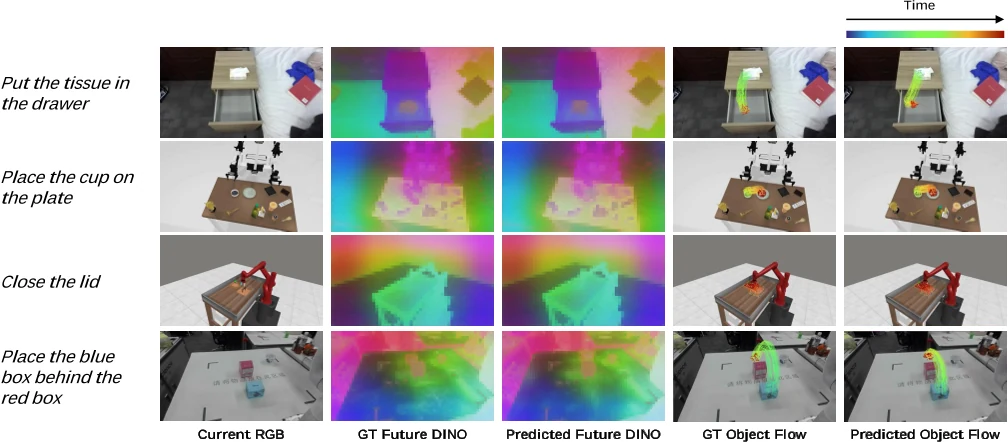 Time
Put the tissue in
the drawer
Place the cup on
the plate
Close the lid
Place the blue
box behind the
red box
Current RGB
GT Future DINO
Predicted Future DINO
GT Object Flow
Predicted Object Flow